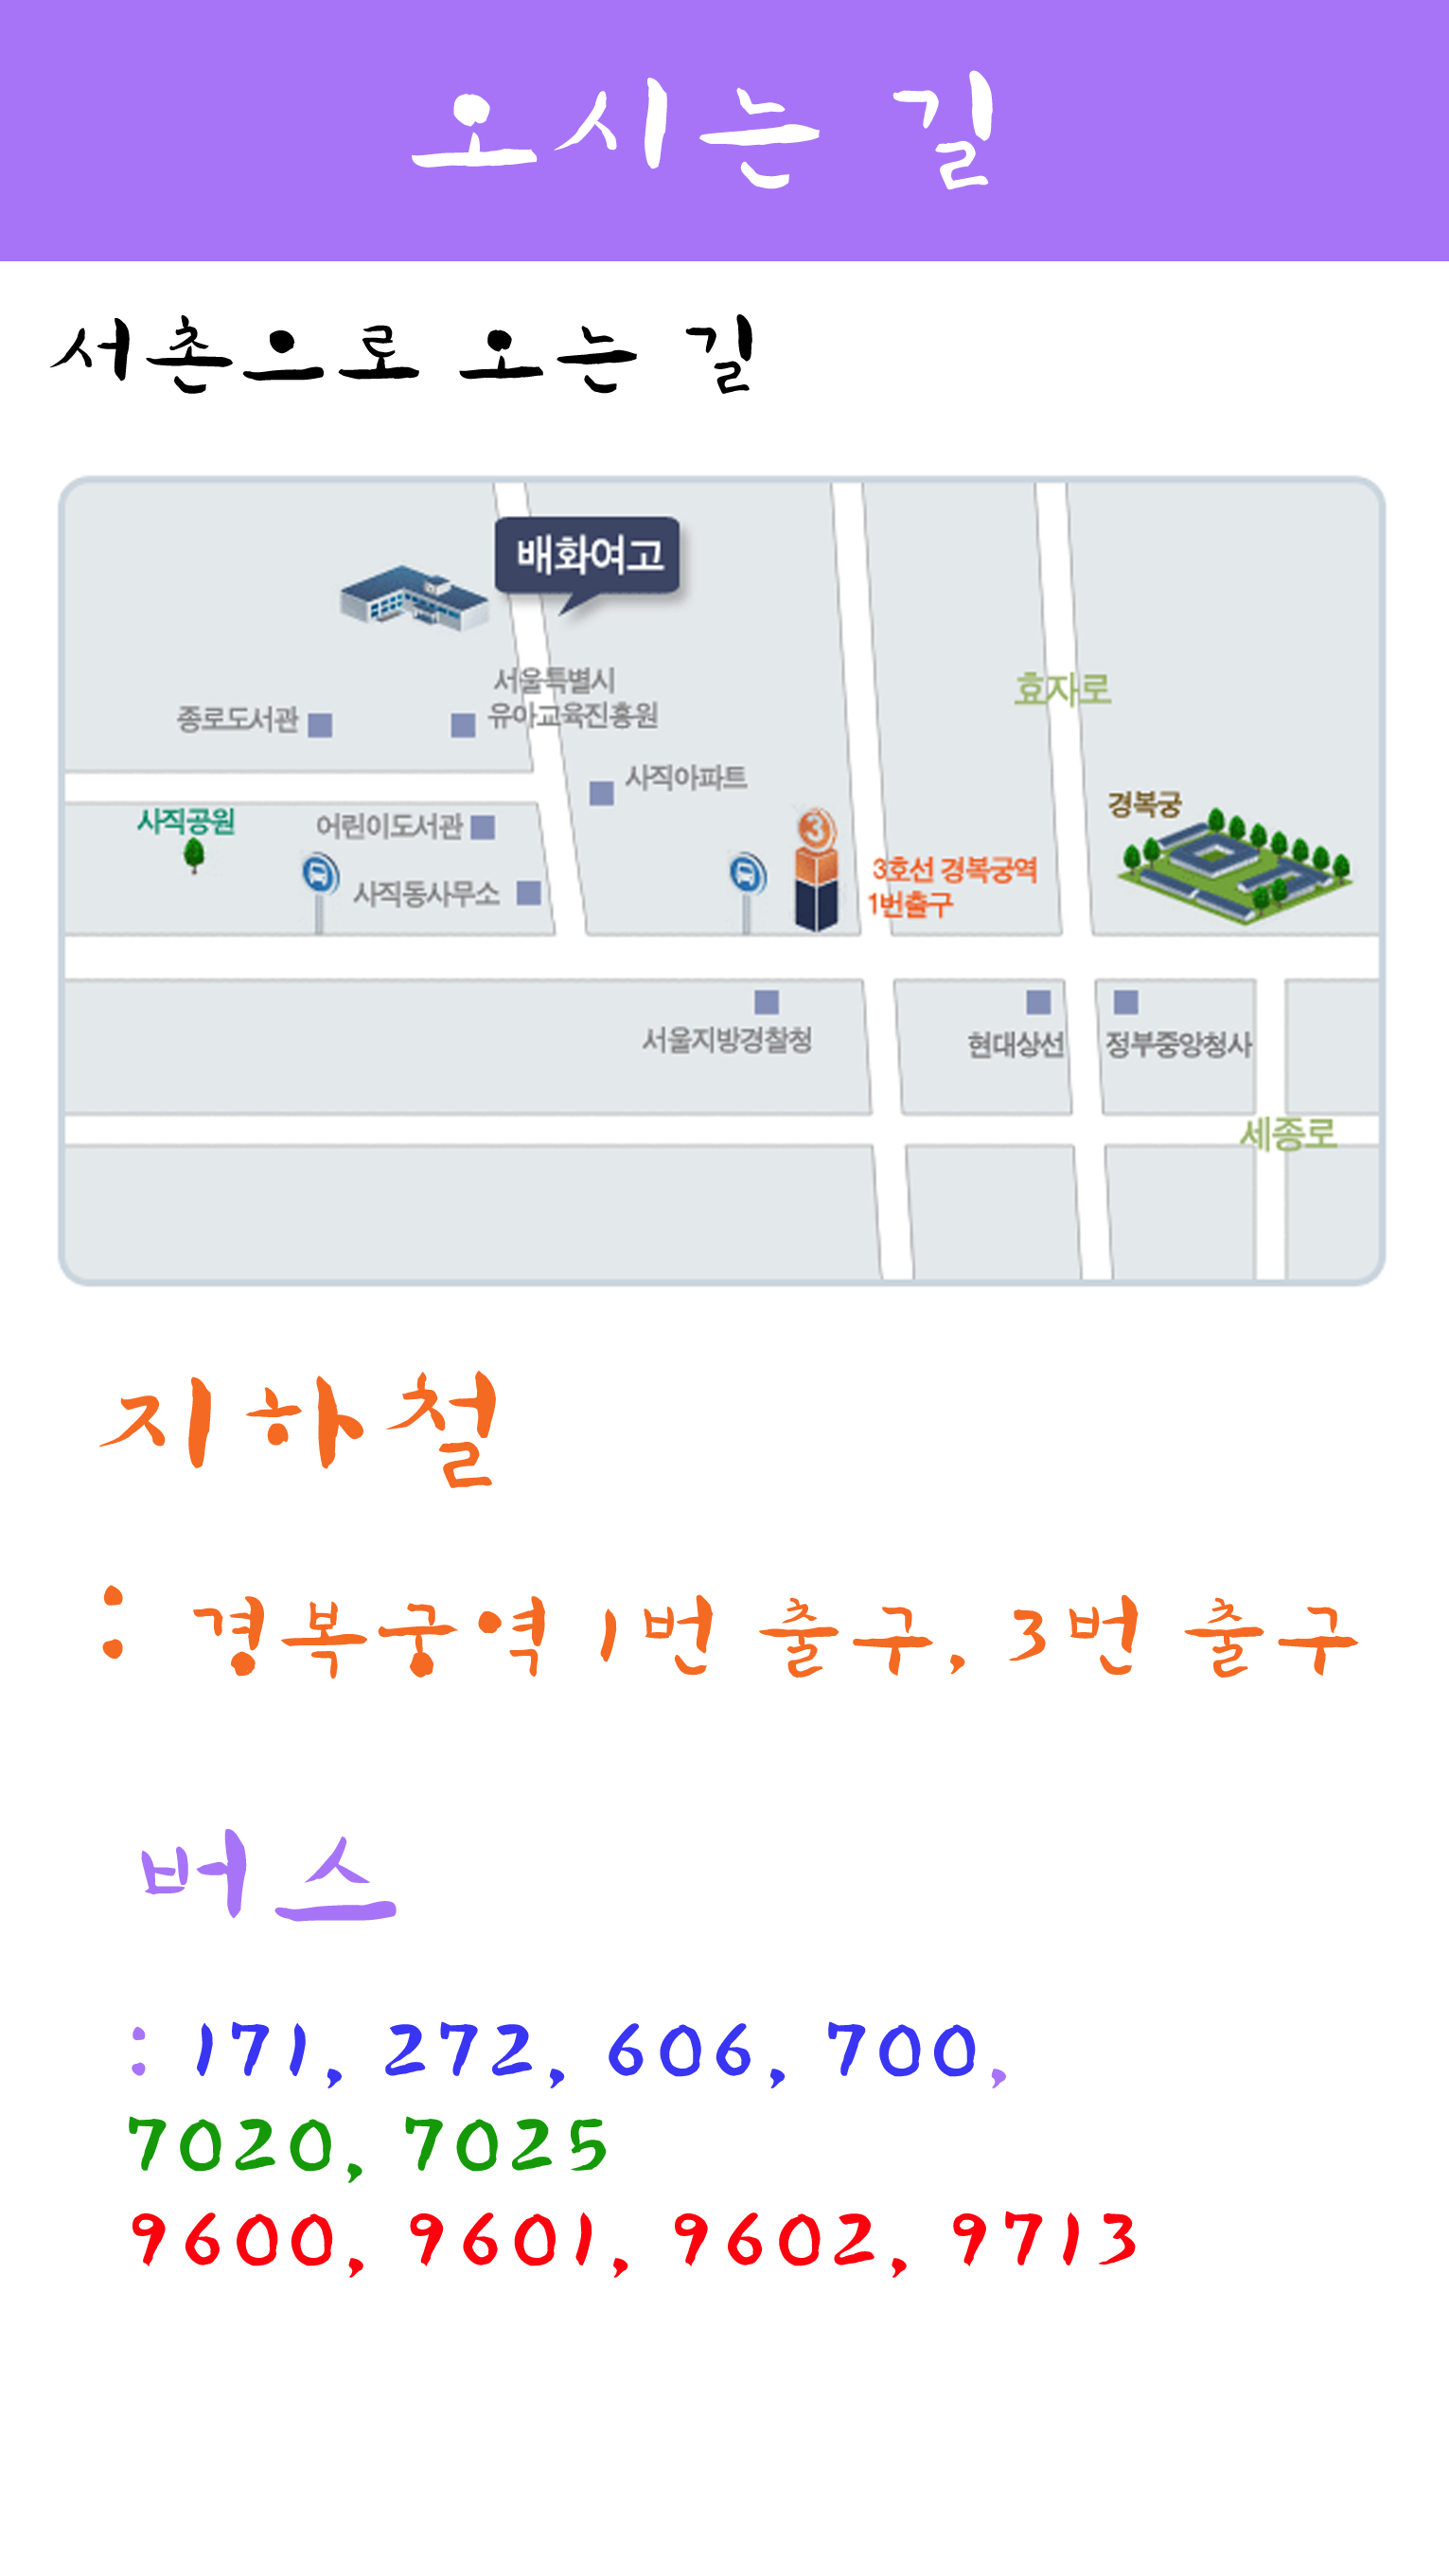 오시는 길
서촌으로 오는 길
배화여고
서울특별시
유아교육진흥원
종로도서관
효자로
사직아파트
사직공원
어린이도서관
경복궁
3
3호선 경복궁역
1번출구
사직동사무소
서울지방경찰청
현대상선
정부중앙청사
세종로
지하철
: 경복궁역 1번 출구, 3번 출구
버스
: 171, 272, 606, 700,
7020, 7025
9600, 9601, 9602, 9713